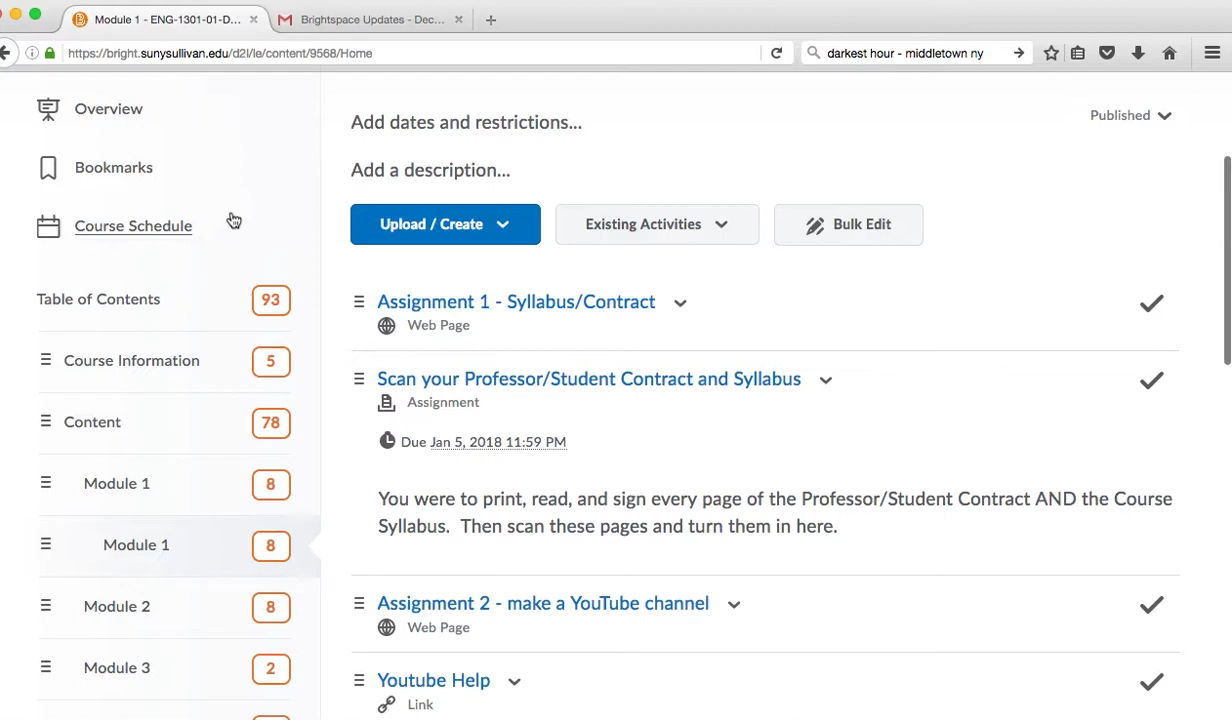 Module 1 - ENG-1301-01-D...
Brightspace Updates - Dec...
https://bright.sunysullivan.edu/d2l/le/content/9568/Home
darkest hour - middletown ny
Overview
Bookmarks
Course Schedule
Table of Contents 93
Course Information 5
Content 78
Module 1 8
Module 1 8
Module 2 8
Module 3 2
Add dates and restrictions...
Published
Add a description...
Upload / Create
Existing Activities
Bulk Edit
Assignment 1 - Syllabus/Contract
Web Page
Scan your Professor/Student Contract and Syllabus
Assignment
Due Jan 5, 2018 11:59 PM
You were to print, read, and sign every page of the Professor/Student Contract AND the Course
Syllabus. Then scan these pages and turn them in here.
Assignment 2 - make a YouTube channel
Web Page
Youtube Help
Link